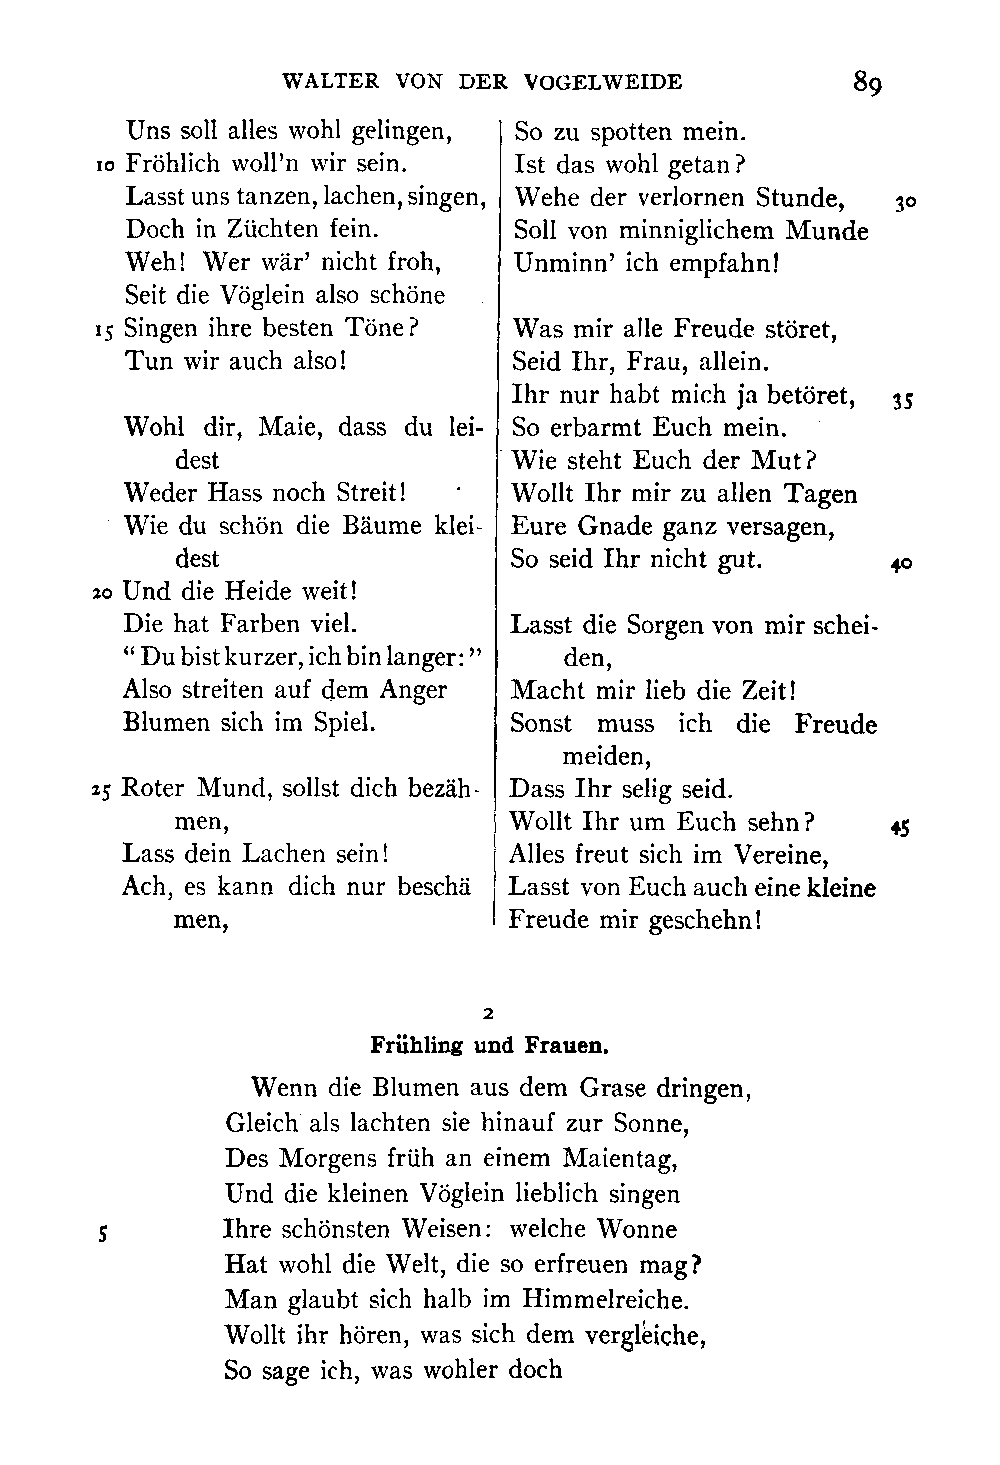 WALTER VON DER VOGELWEIDE 89
Uns soll alles wohl gelingen,
10 Fröhlich woll'n wir sein.
Lasst uns tanzen, lachen, singen,
Doch in Züchten fein.
Weh! Wer wär' nicht froh,
Seit die Vöglein also schöne
15 Singen ihre besten Töne?
Tun wir auch also!
Wohl dir, Maie, dass du lei-
dest
Weder Hass noch Streit!
Wie du schön die Bäume klei-
dest
20 Und die Heide weit!
Die hat Farben viel.
“Du bist kurzer, ich bin langer:”
Also streiten auf dem Anger
Blumen sich im Spiel.
25 Roter Mund, sollst dich bezäh-
men,
Lass dein Lachen sein!
Ach, es kann dich nur beschä
men,
So zu spotten mein.
Ist das wohl getan?
Wehe der verlornen Stunde, 30
Soll von minniglichem Munde
Unminn' ich empfahn!
Was mir alle Freude störet,
Seid Ihr, Frau, allein.
Ihr nur habt mich ja betöret, 35
So erbarmt Euch mein.
Wie steht Euch der Mut?
Wollt Ihr mir zu allen Tagen
Eure Gnade ganz versagen,
So seid Ihr nicht gut. 40
Lasst die Sorgen von mir schei-
den,
Macht mir lieb die Zeit!
Sonst muss ich die Freude
meiden,
Dass Ihr selig seid.
Wollt Ihr um Euch sehn? 45
Alles freut sich im Vereine,
Lasst von Euch auch eine kleine
Freude mir geschehn!
2
Frühling und Frauen.
Wenn die Blumen aus dem Grase dringen,
Gleich als lachten sie hinauf zur Sonne,
Des Morgens früh an einem Maientag,
Und die kleinen Vöglein lieblich singen
5 Ihre schönsten Weisen: welche Wonne
Hat wohl die Welt, die so erfreuen mag?
Man glaubt sich halb im Himmelreiche.
Wollt ihr hören, was sich dem vergleiche,
So sage ich, was wohler doch